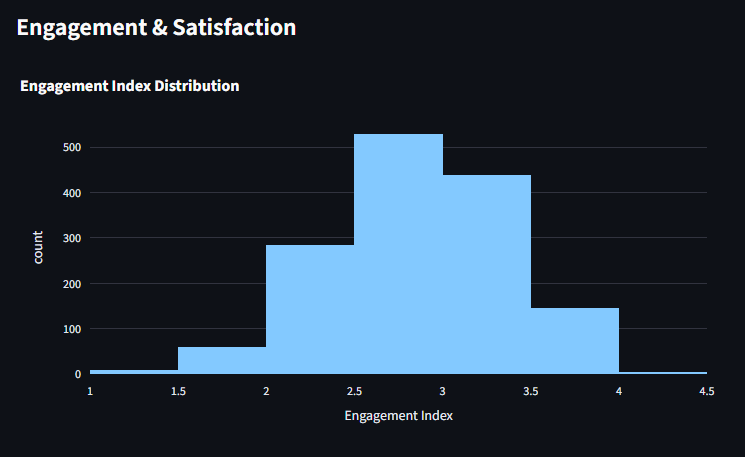 Engagement & Satisfaction
Engagement Index Distribution
500
400
300
200
100
0
count
1 1.5 2 2.5 3 3.5 4 4.5
Engagement Index